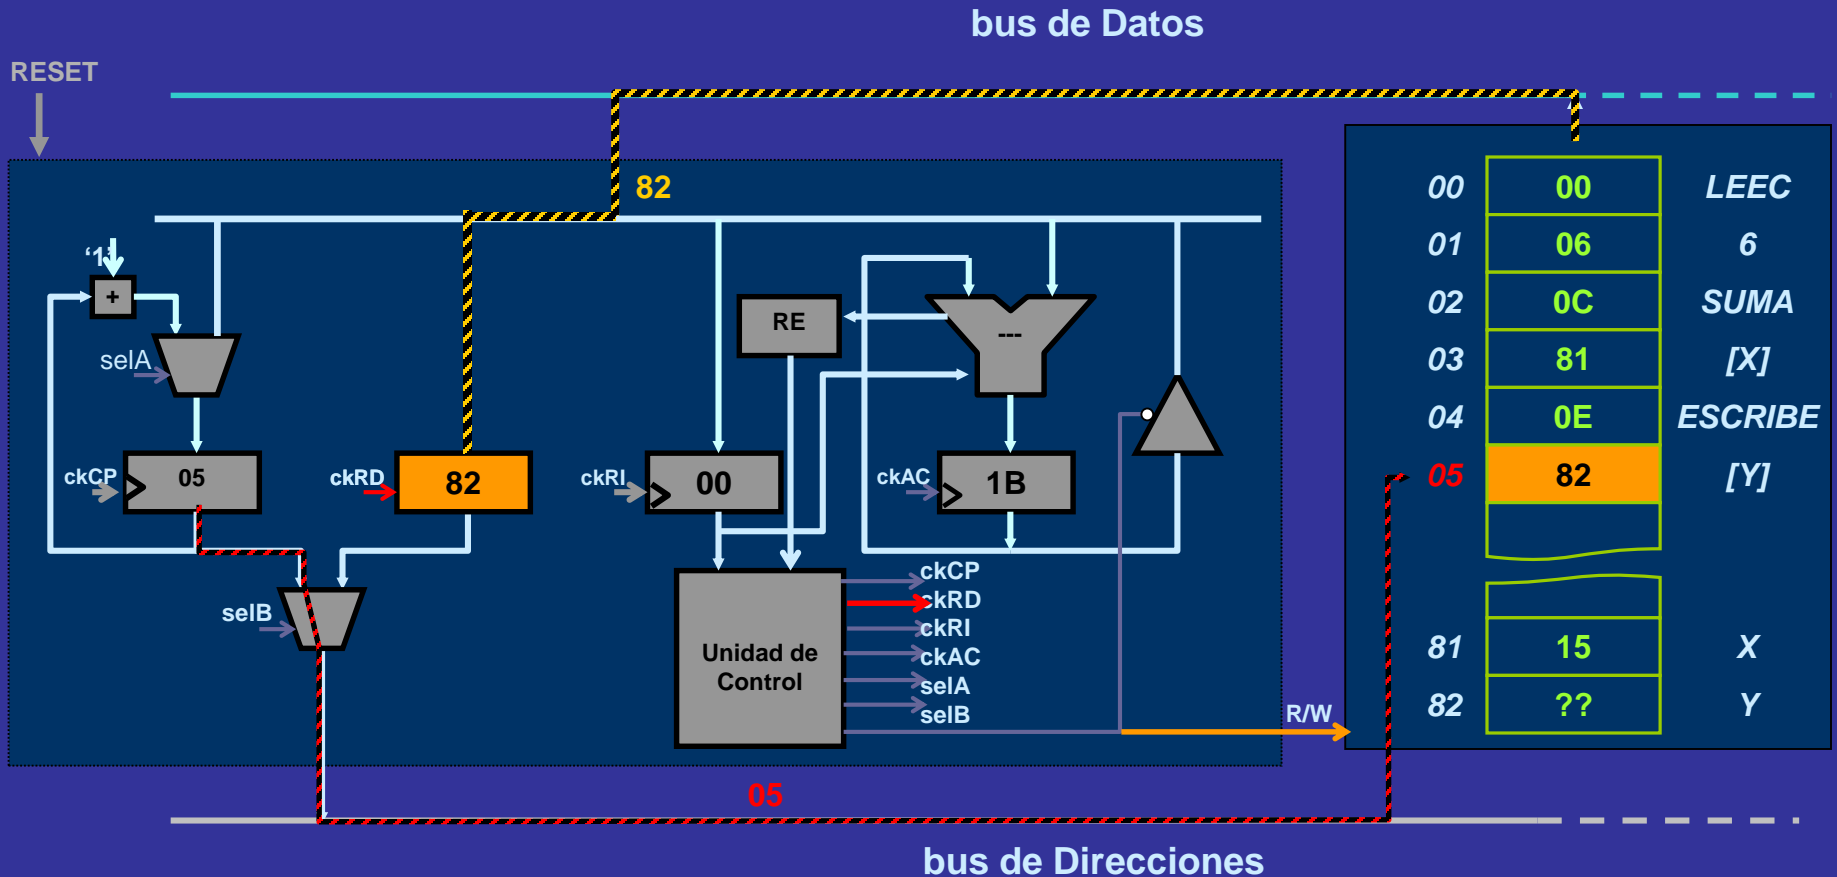 bus de Datos
RESET
82
‘1’
+
selA
ckCP
05
ckRD
82
ckRI
00
RE
---
ckAC
1B
selB
Unidad de
Control
ckCP
ckRD
ckRI
ckAC
selA
selB
R/W
00 00 LEEC
01 06 6
02 0C SUMA
03 81 [X]
04 0E ESCRIBE
05 82 [Y]
81 15 X
82 ?? Y
05
bus de Direcciones